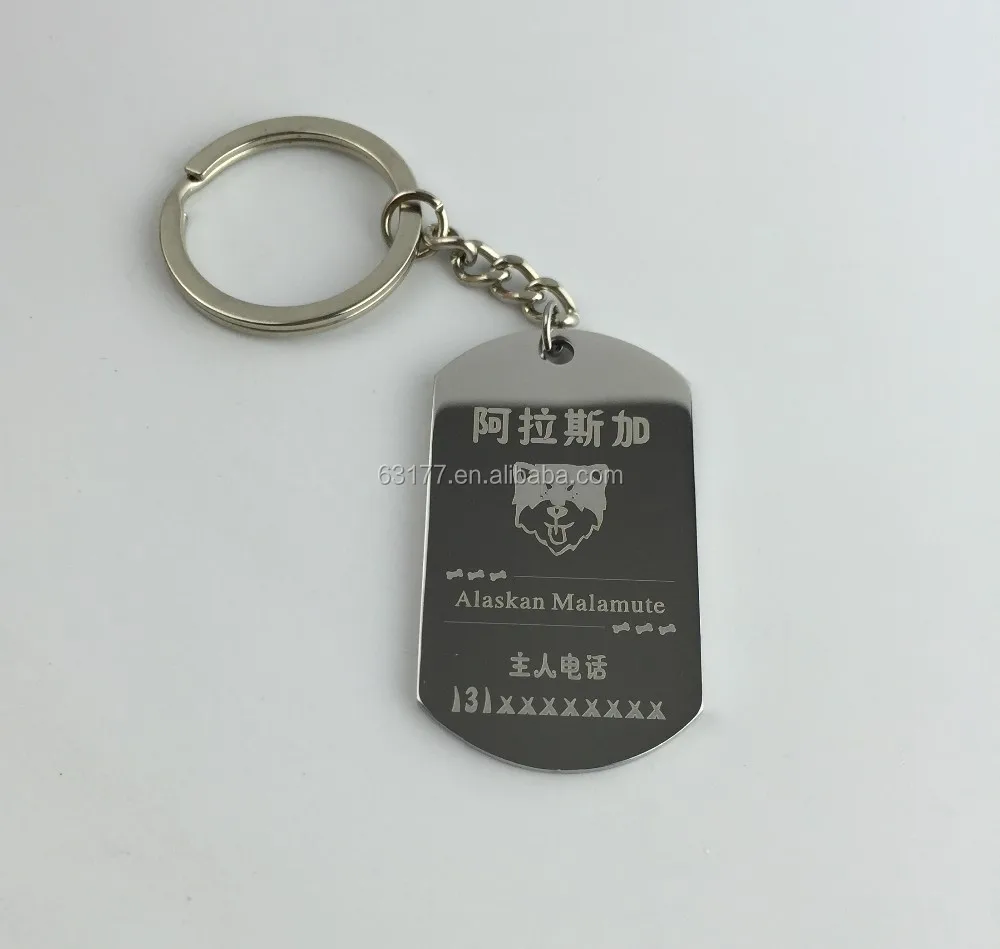 阿拉斯加
63177.en.alibaba.com
Alaskan Malamute
主人电话
131xxxxxxxx